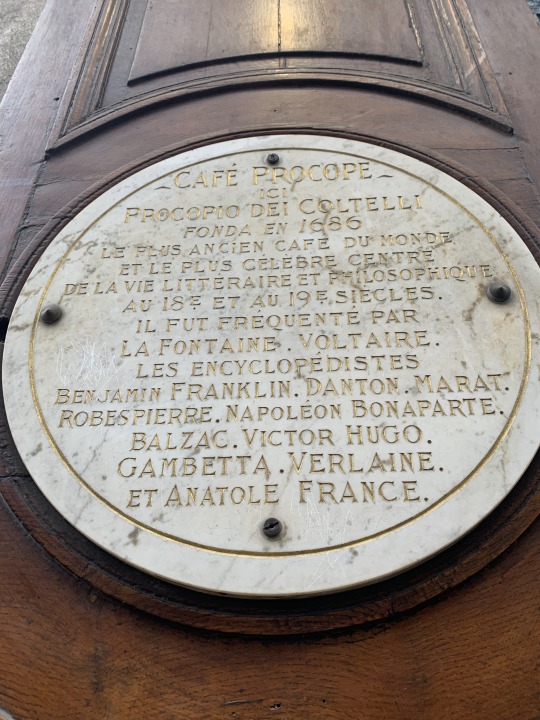 CAFÉ PROCOPE
ICI
PROCOPIO DEI COLTELLI
FONDA EN 1686
LE PLUS ANCIEN CAFÉ DU MONDE
ET LE PLUS CÉLÈBRE CENTRE
DE LA VIE LITTÉRAIRE ET PHILOSOPHIQUE
AU 18E ET AU 19E SIÈCLES.
IL FUT FRÉQUENTÉ PAR
LA FONTAINE. VOLTAIRE.
LES ENCYCLOPÉDISTES
BENJAMIN FRANKLIN. DANTON. MARAT.
ROBESPIERRE. NAPOLÉON BONAPARTE.
BALZAC. VICTOR HUGO.
GAMBETTA. VERLAINE.
ET ANATOLE FRANCE.